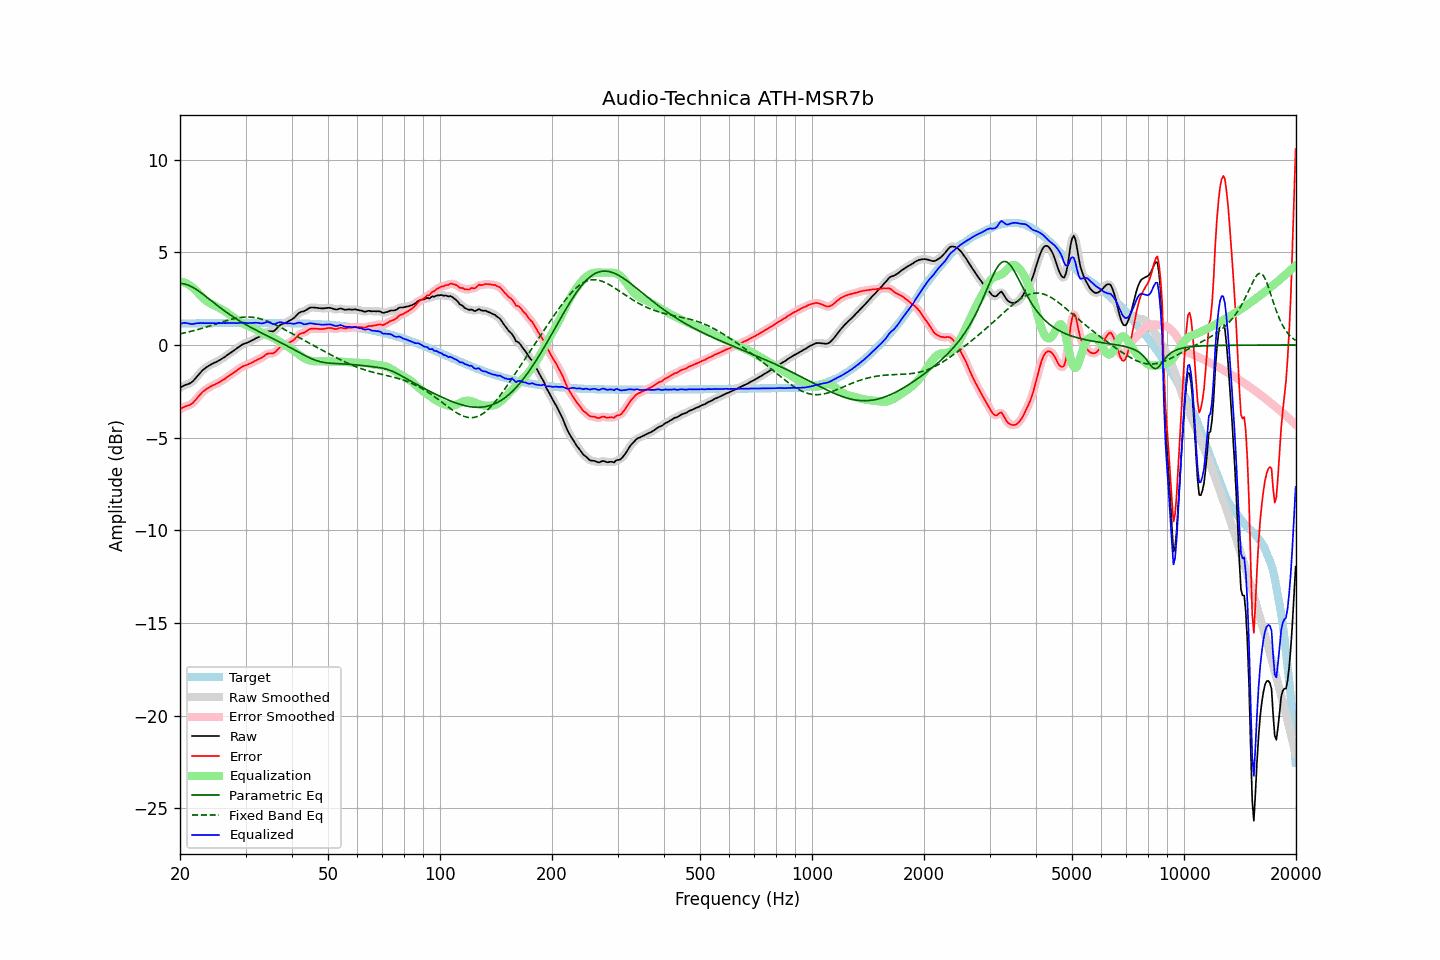 Audio-Technica ATH-MSR7b
10
5
0
−5
−10
−15
−20
−25
Amplitude (dBr)
Target
Raw Smoothed
Error Smoothed
Raw
Error
Equalization
Parametric Eq
Fixed Band Eq
Equalized
20
50
100
200
500
1000
2000
5000
10000
20000
Frequency (Hz)